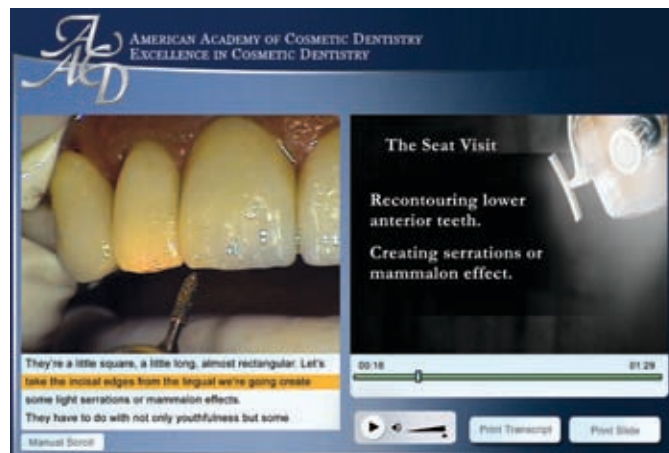 AACD
AMERICAN ACADEMY OF COSMETIC DENTISTRY
EXCELLENCE IN COSMETIC DENTISTRY
The Seat Visit
Recontouring lower
anterior teeth.
Creating serrations or
mammalon effect.
They're a little square, a little long, almost rectangular. Let's
take the incisal edges from the lingual we're going create
some light serrations or mammalon effects.
They have to do with not only youthfulness but some
Manual Scroll
00:16
01:29
Print Transcript
Print Slide